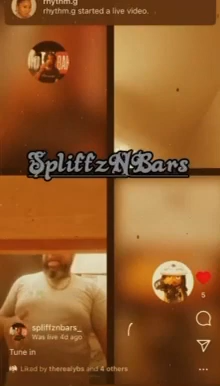 rhythm.g
rhythm.g started a live video.
SpliffzNBars
spliffznbars_
Was live 4d ago
5
Tune in
Liked by therealybs and 4 others